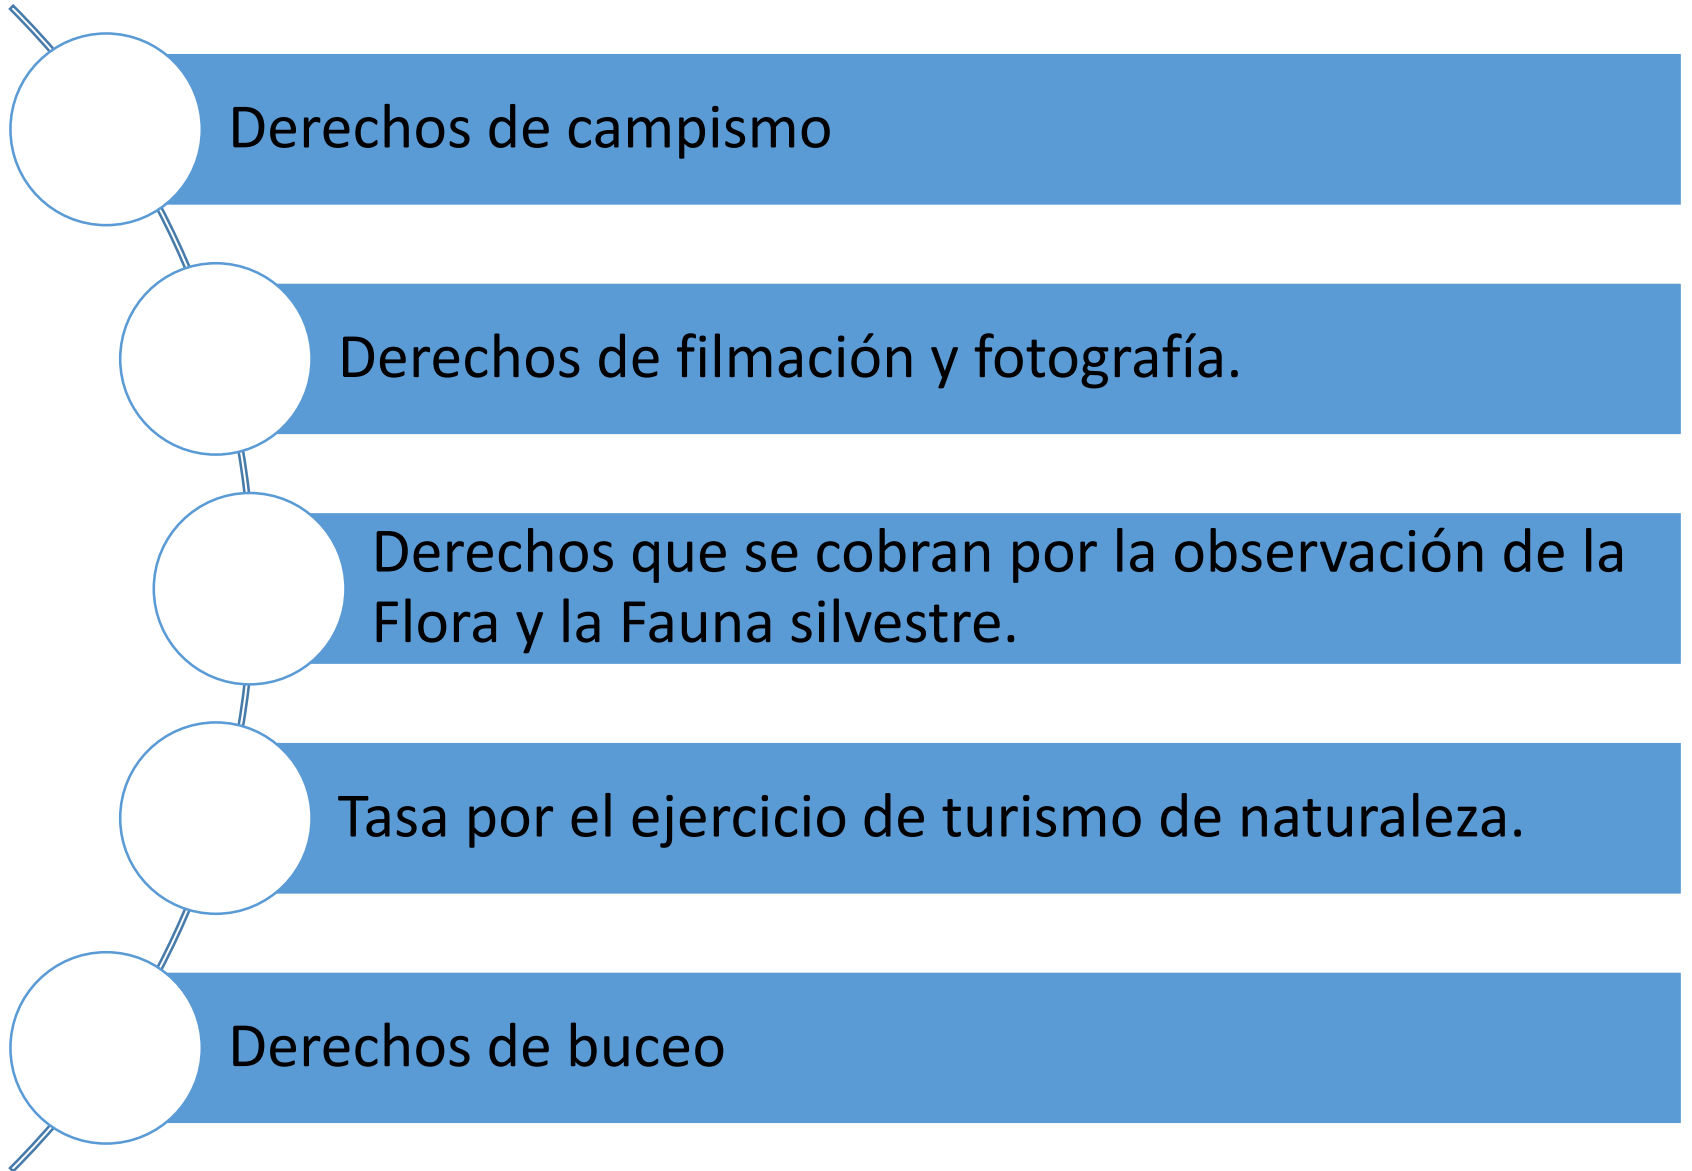 Derechos de campismo
Derechos de filmación y fotografía.
Derechos que se cobran por la observación de la
Flora y la Fauna silvestre.
Tasa por el ejercicio de turismo de naturaleza.
Derechos de buceo